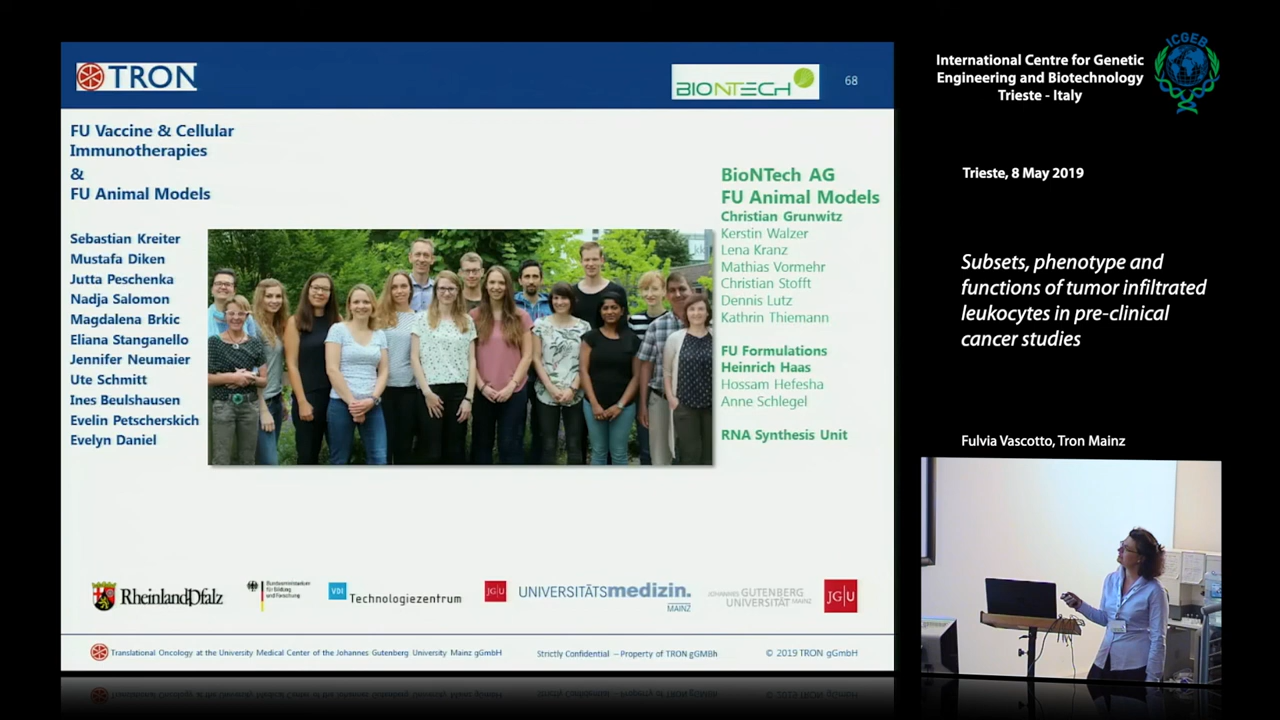 TRON
BIONTECH
68
FU Vaccine & Cellular
Immunotherapies
&
FU Animal Models
Sebastian Kreiter
Mustafa Diken
Jutta Peschenka
Nadja Salomon
Magdalena Brkic
Eliana Stanganello
Jennifer Neumaier
Ute Schmitt
Ines Beulshausen
Evelin Petscherskich
Evelyn Daniel
BioNTech AG
FU Animal Models
Christian Grunwitz
Kerstin Walzer
Lena Kranz
Mathias Vormehr
Christian Stofft
Dennis Lutz
Kathrin Thiemann
FU Formulations
Heinrich Haas
Hossam Hefesha
Anne Schlegel
RNA Synthesis Unit
RheinlandPfalz
Bundesministerium
für Bildung
und Forschung
VDI Technologiezentrum
JG|U UNIVERSITÄTSmedizin.
MAINZ
JOHANNES GUTENBERG
UNIVERSITÄT MAINZ
JG|U
Translational Oncology at the University Medical Center of the Johannes Gutenberg University Mainz gGmbH
Strictly Confidential – Property of TRON gGMBh
© 2019 TRON gGmbH
International Centre for Genetic
Engineering and Biotechnology
Trieste - Italy
ICGEB
Trieste, 8 May 2019
Subsets, phenotype and
functions of tumor infiltrated
leukocytes in pre-clinical
cancer studies
Fulvia Vascotto, Tron Mainz